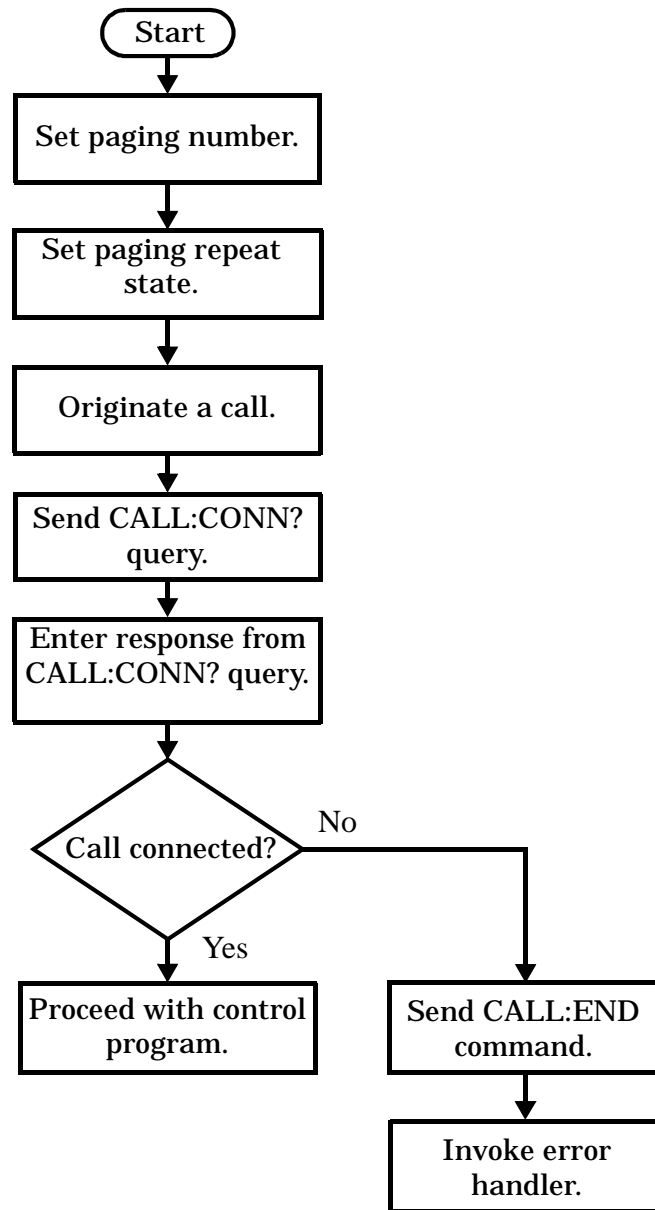 Start
Set paging number.
Set paging repeat
state.
Originate a call.
Send CALL:CONN?
query.
Enter response from
CALL:CONN? query.
Call connected?
No
Yes
Proceed with control
program.
Send CALL:END
command.
Invoke error
handler.